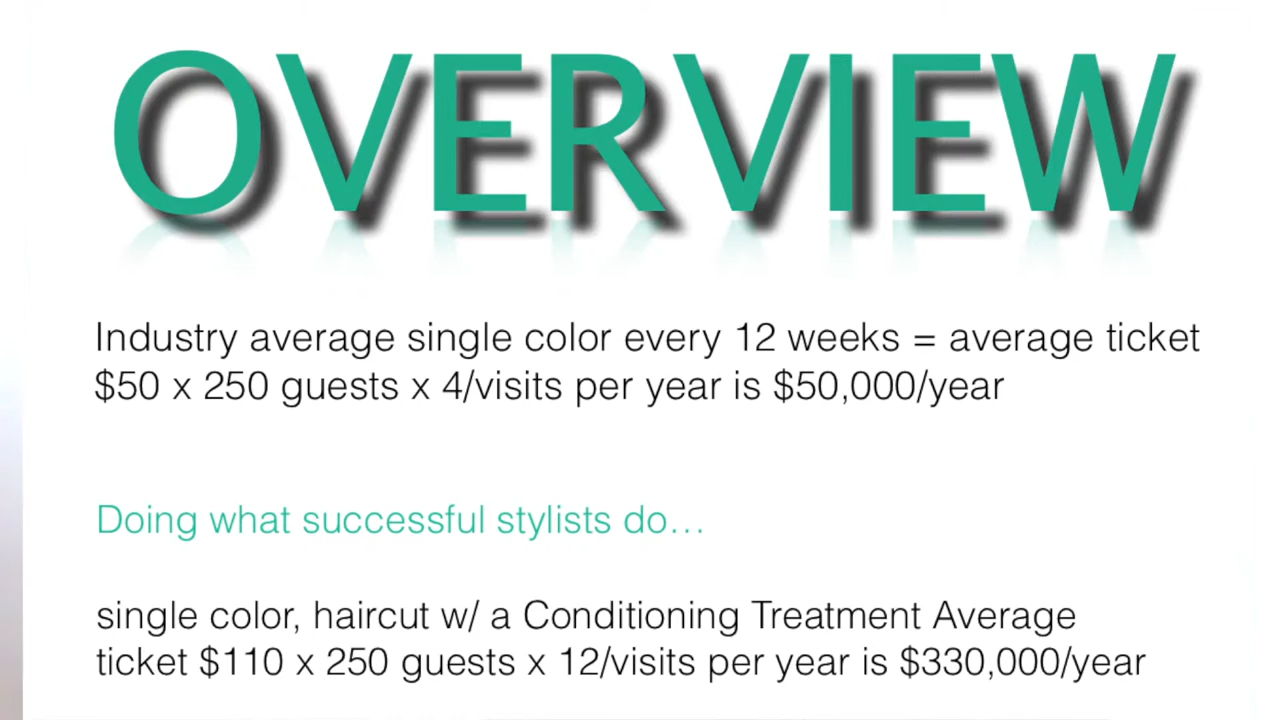 OVERVIEW
Industry average single color every 12 weeks = average ticket
$50 x 250 guests x 4/visits per year is $50,000/year
Doing what successful stylists do…
single color, haircut w/ a Conditioning Treatment Average
ticket $110 x 250 guests x 12/visits per year is $330,000/year